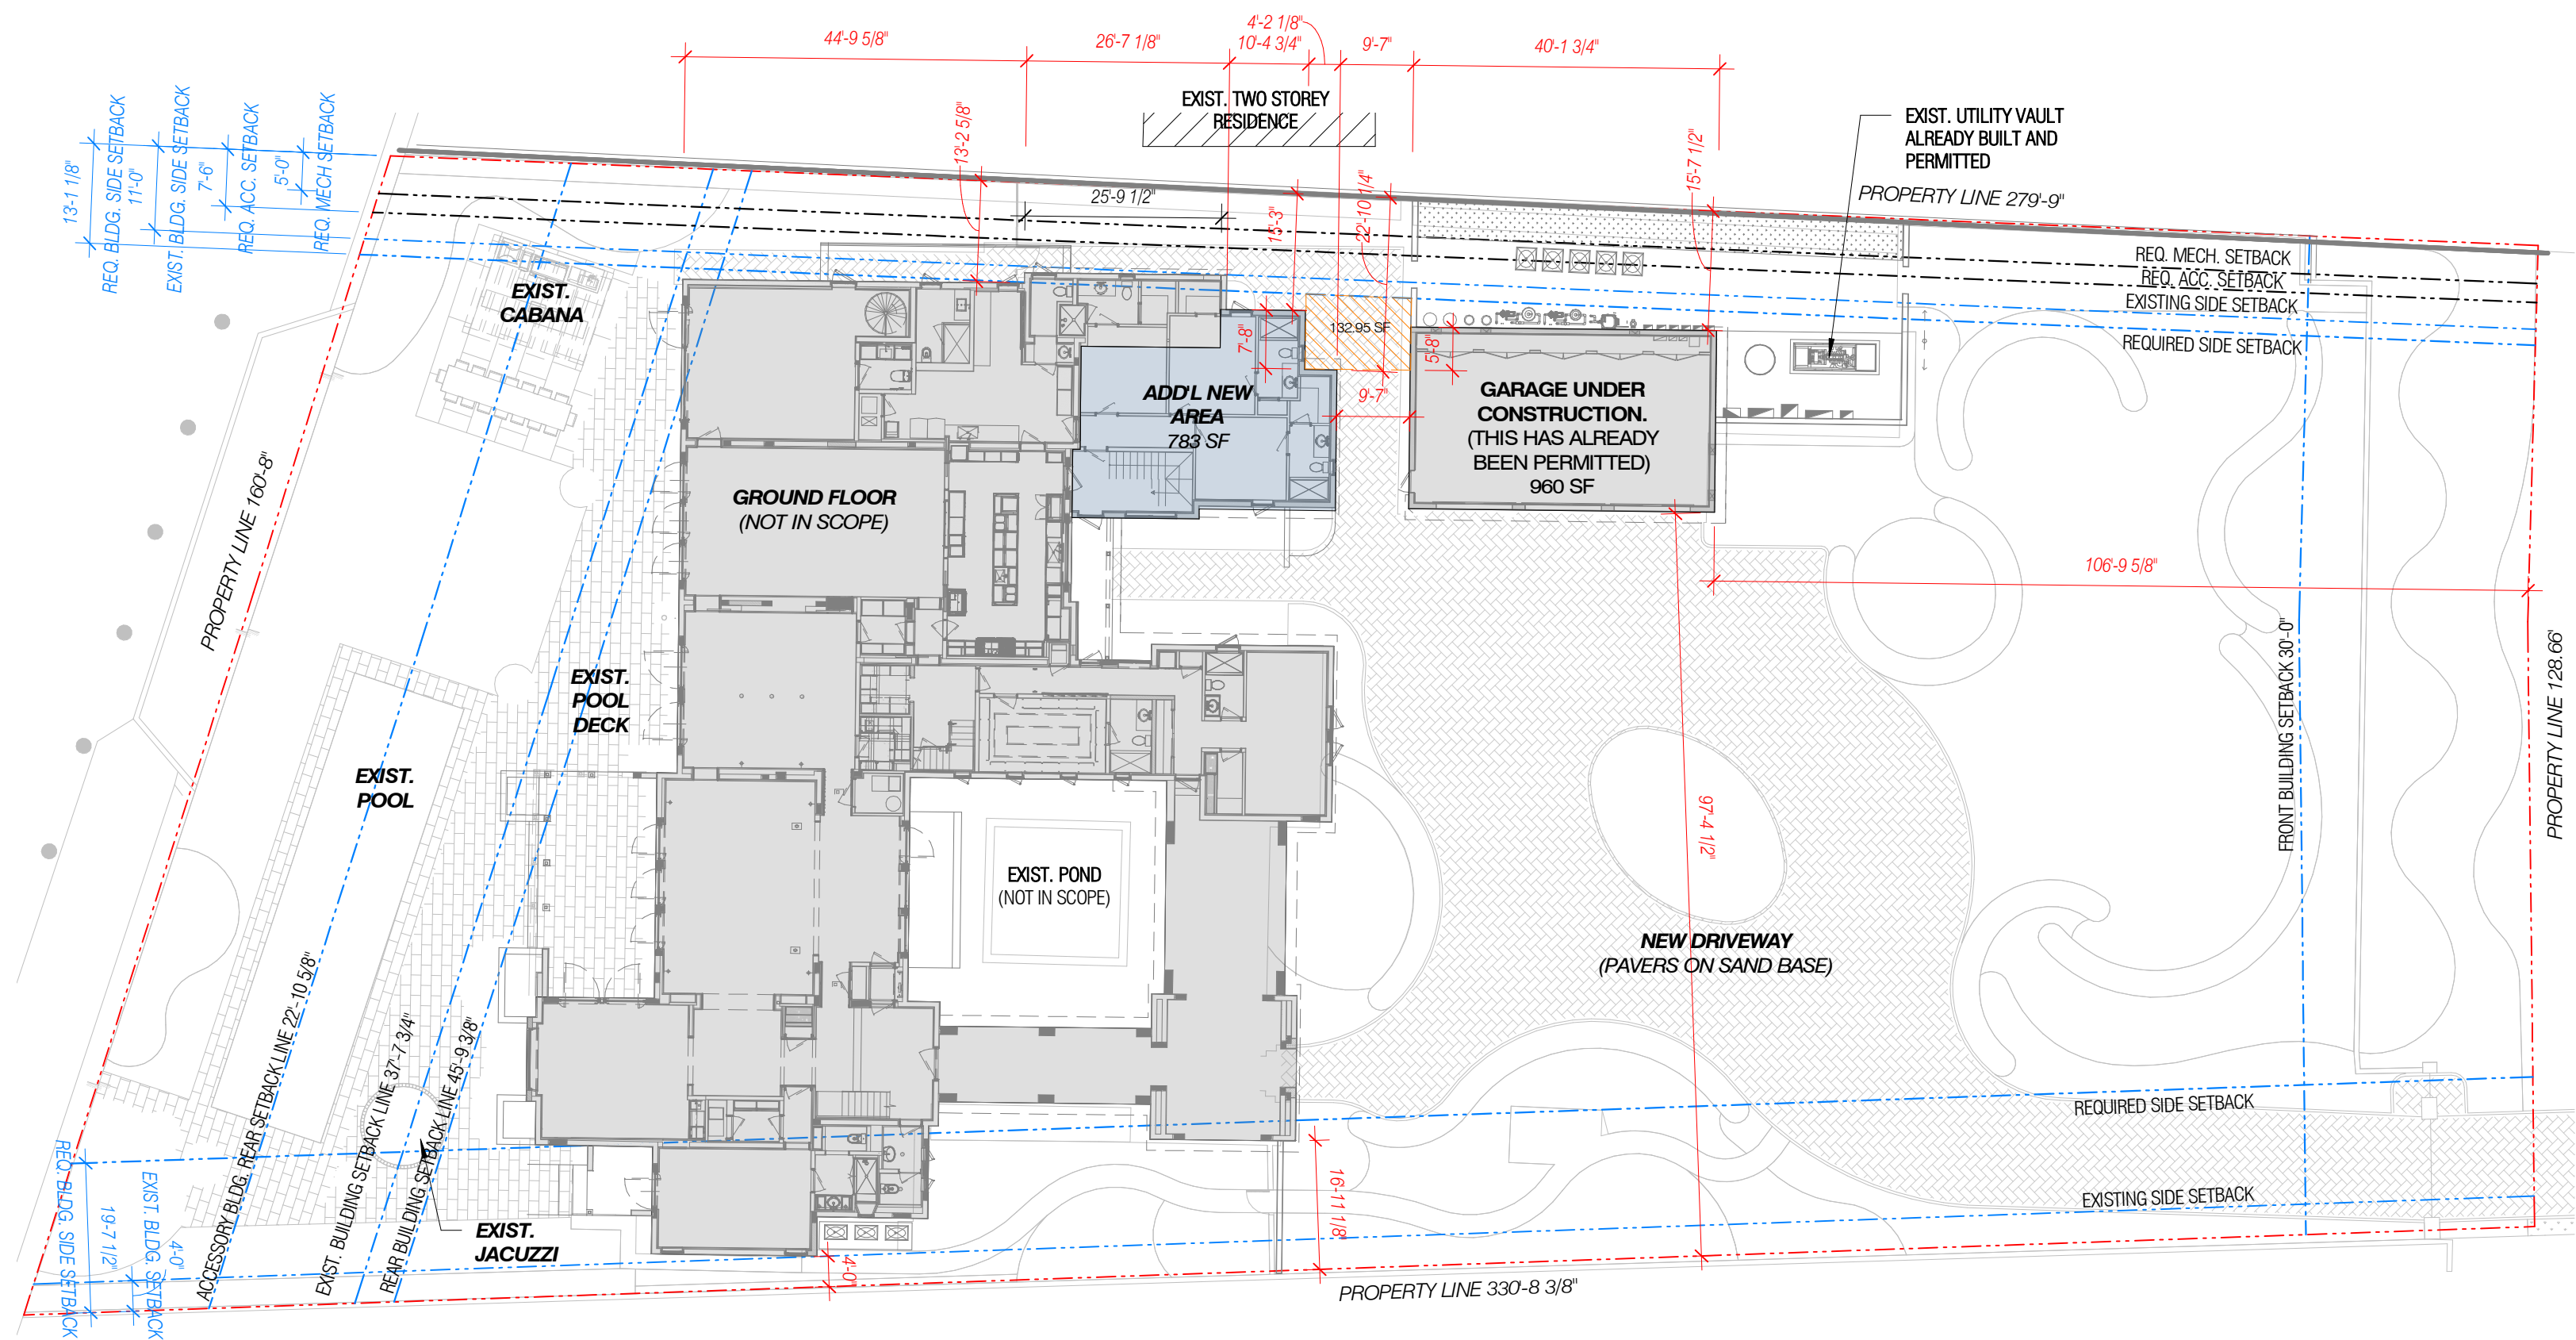 44'-9 5/8"
26'-7 1/8"
4'-2 1/8"
10'-4 3/4"
9'-7"
40'-1 3/4"
EXIST. TWO STOREY
RESIDENCE
EXIST. UTILITY VAULT
ALREADY BUILT AND
PERMITTED
PROPERTY LINE 279'-9"
13'-1 1/8"
REQ. BLDG. SIDE SETBACK
11'-0"
EXIST. BLDG. SIDE SETBACK
7'-6"
REQ. ACC. SETBACK
5'-0"
REQ. MECH SETBACK
13'-2 5/8"
25'-9 1/2"
15'-3"
22'-10 1/4"
15'-7 1/2"
REQ. MECH. SETBACK
REQ. ACC. SETBACK
EXISTING SIDE SETBACK
REQUIRED SIDE SETBACK
EXIST.
CABANA
7'-8"
132.95 SF
5'-8"
9'-7"
ADD'L NEW
AREA
783 SF
GARAGE UNDER
CONSTRUCTION.
(THIS HAS ALREADY
BEEN PERMITTED)
960 SF
PROPERTY LINE 160'-8"
GROUND FLOOR
(NOT IN SCOPE)
106'-9 5/8"
EXIST.
POOL
DECK
EXIST.
POOL
FRONT BUILDING SETBACK 30'-0"
PROPERTY LINE 128.66'
97'-4 1/2"
EXIST. POND
(NOT IN SCOPE)
NEW DRIVEWAY
(PAVERS ON SAND BASE)
ACCESSORY BLDG. REAR SETBACK LINE 22'- 10 5/8"
EXIST. BUILDING SETBACK LINE 37'-7 3/4"
REAR BUILDING SETBACK LINE 45'-9 3/8"
REQUIRED SIDE SETBACK
EXISTING SIDE SETBACK
REQ. BLDG. SIDE SETBACK
19'-7 1/2"
EXIST. BLDG. SETBACK
4'-0"
EXIST.
JACUZZI
4'-0"
16'-11 1/8"
PROPERTY LINE 330'-8 3/8"